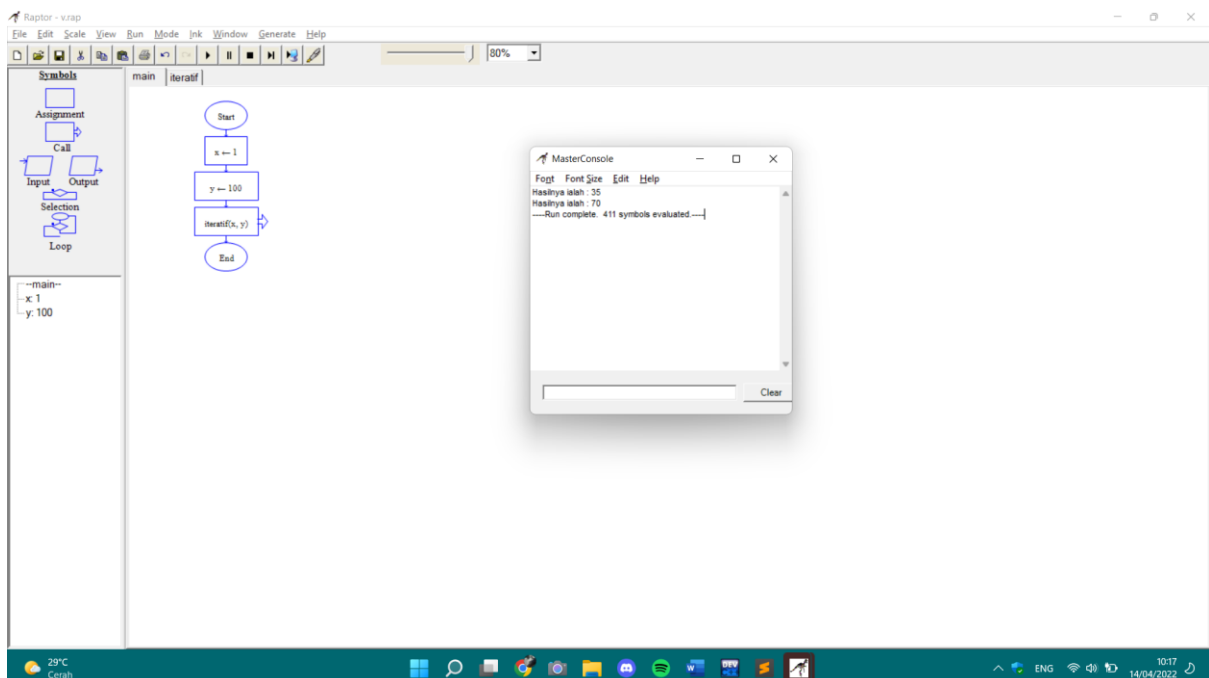 Raptor - v.rap
File Edit Scale View Run Mode Ink Window Generate Help
80%
Symbols
Assignment
Call
Input Output
Selection
Loop
--main--
x: 1
y: 100
main iteratif
Start
x ← 1
y ← 100
iteratif(x, y)
End
MasterConsole
Font Font Size Edit Help
Hasilnya ialah : 35
Hasilnya ialah : 70
----Run complete. 411 symbols evaluated.----
Clear
29°C
Cerah
W
DEV
ENG
10:17
14/04/2022